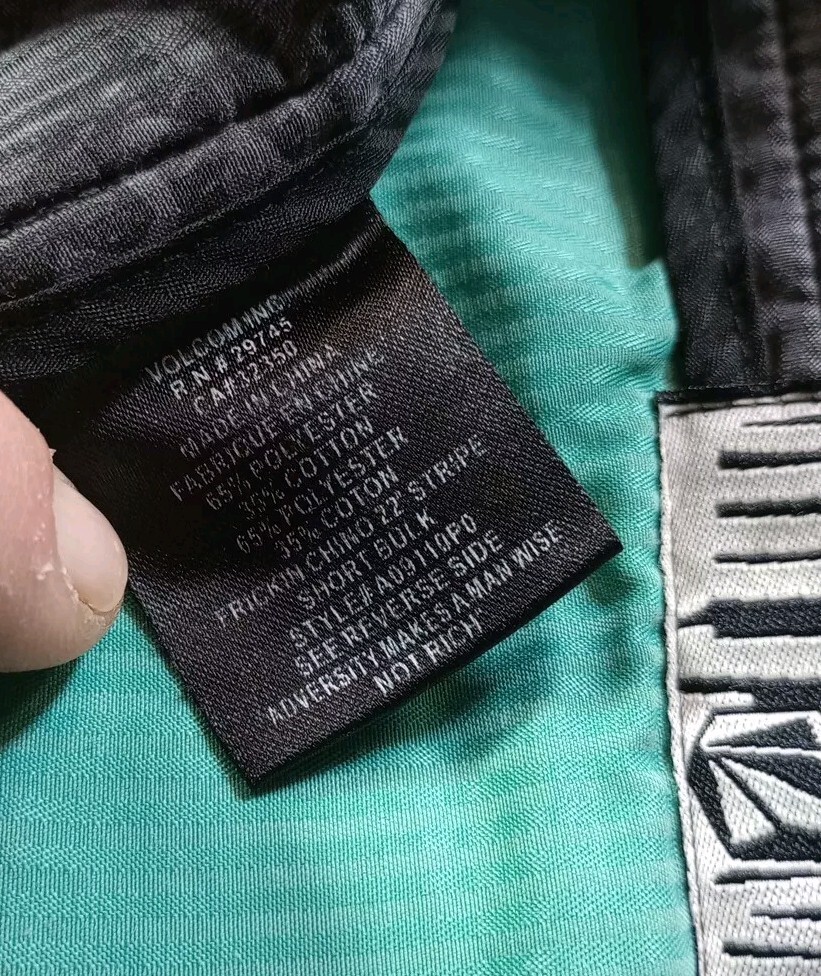 VOLCOM INC
RN# 29745
CA#32350
MADE IN CHINA
FABRIQUE EN CHINE
65% POLYESTER
35% COTTON
65% POLYESTER
35% COTON
FRICKIN CHINO 22" STRIPE
SHORT BULK
STYLE#A09110P0
SEE REVERSE SIDE
ADVERSITY MAKES A MAN WISE
NOT RICH